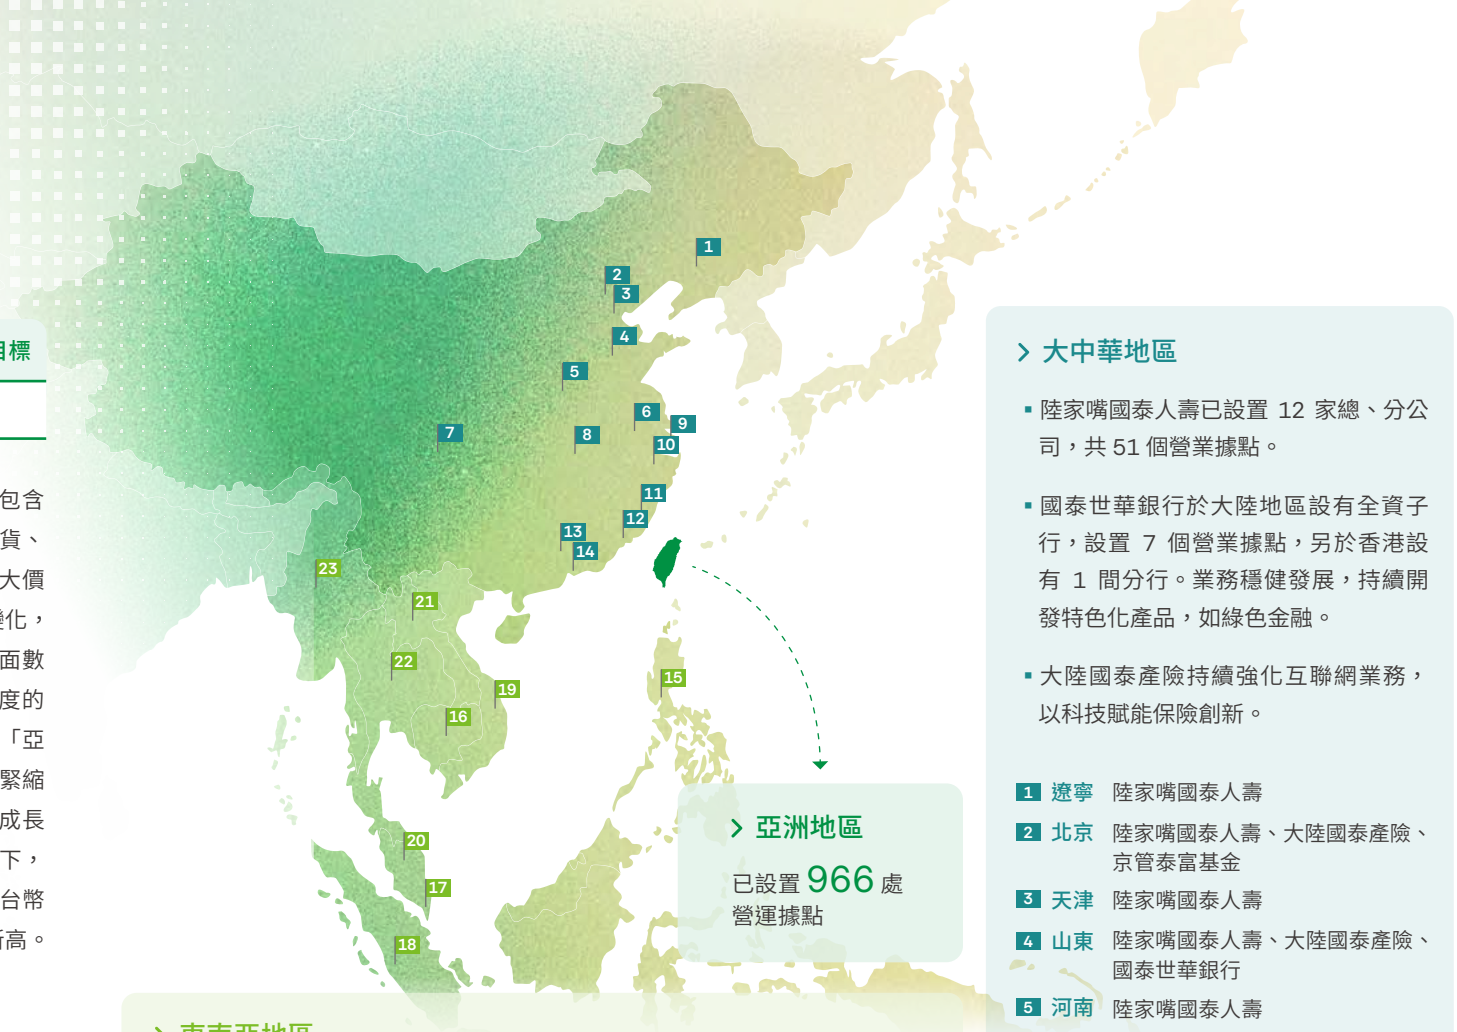 目標
包含
貨、
大價
變化，
面數
度的
「亞
緊縮
成長
下，
台幣
新高。
1
2
3
4
5
6
7
8
9
10
11
12
13
14
15
16
17
18
19
20
21
22
23
亞洲地區
已設置 966 處
營運據點
東南亞地區
大中華地區
▪ 陸家嘴國泰人壽已設置 12 家總、分公
司，共 51 個營業據點。
▪ 國泰世華銀行於大陸地區設有全資子
行，設置 7 個營業據點，另於香港設
有 1 間分行。業務穩健發展，持續開
發特色化產品，如綠色金融。
▪ 大陸國泰產險持續強化互聯網業務，
以科技賦能保險創新。
1 遼寧 陸家嘴國泰人壽
2 北京 陸家嘴國泰人壽、大陸國泰產險、
京管泰富基金
3 天津 陸家嘴國泰人壽
4 山東 陸家嘴國泰人壽、大陸國泰產險、
國泰世華銀行
5 河南 陸家嘴國泰人壽